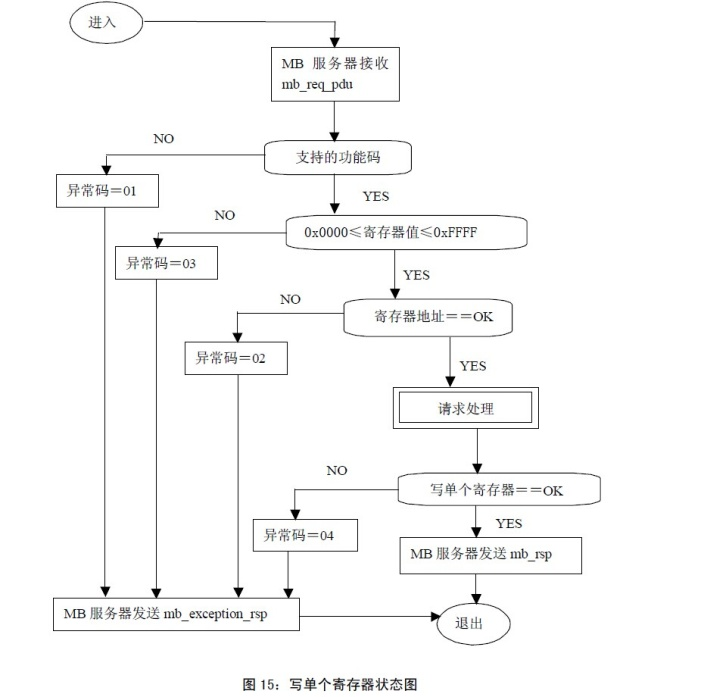 进入
MB 服务器接收
mb_req_pdu
NO
支持的功能码
异常码＝01
YES
NO
0x0000≤寄存器值≤0xFFFF
异常码＝03
YES
NO
寄存器地址＝＝OK
异常码＝02
YES
请求处理
NO
写单个寄存器＝＝OK
异常码＝04
YES
MB 服务器发送 mb_rsp
MB 服务器发送 mb_exception_rsp
退出
图 15：写单个寄存器状态图